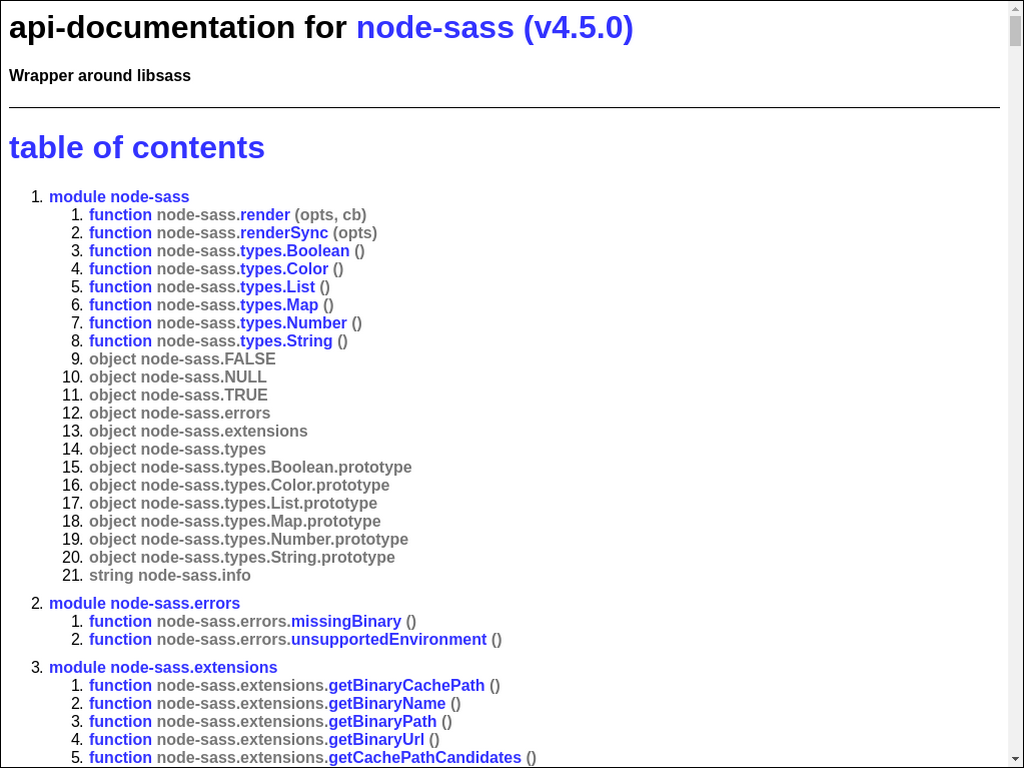 api-documentation for node-sass (v4.5.0)
Wrapper around libsass
table of contents
1. module node-sass
1. function node-sass.render (opts, cb)
2. function node-sass.renderSync (opts)
3. function node-sass.types.Boolean ()
4. function node-sass.types.Color ()
5. function node-sass.types.List ()
6. function node-sass.types.Map ()
7. function node-sass.types.Number ()
8. function node-sass.types.String ()
9. object node-sass.FALSE
10. object node-sass.NULL
11. object node-sass.TRUE
12. object node-sass.errors
13. object node-sass.extensions
14. object node-sass.types
15. object node-sass.types.Boolean.prototype
16. object node-sass.types.Color.prototype
17. object node-sass.types.List.prototype
18. object node-sass.types.Map.prototype
19. object node-sass.types.Number.prototype
20. object node-sass.types.String.prototype
21. string node-sass.info
2. module node-sass.errors
1. function node-sass.errors.missingBinary ()
2. function node-sass.errors.unsupportedEnvironment ()
3. module node-sass.extensions
1. function node-sass.extensions.getBinaryCachePath ()
2. function node-sass.extensions.getBinaryName ()
3. function node-sass.extensions.getBinaryPath ()
4. function node-sass.extensions.getBinaryUrl ()
5. function node-sass.extensions.getCachePathCandidates ()